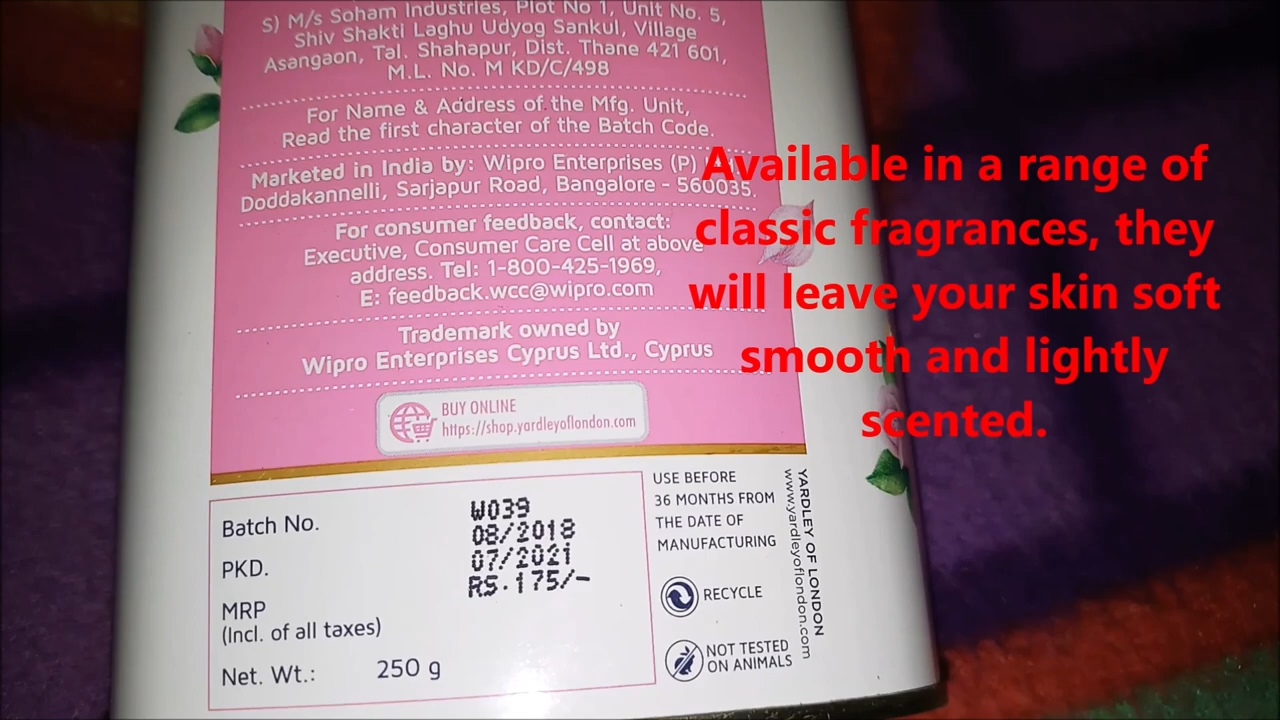 S) M/s Soham Industries, Plot No 1, Unit No. 5,
Shiv Shakti Laghu Udyog Sankul, Village
Asangaon, Tal. Shahapur, Dist. Thane 421 601,
M.L. No. M KD/C/498
For Name & Address of the Mfg. Unit,
Read the first character of the Batch Code.
Marketed in India by: Wipro Enterprises (P)
Doddakannelli, Sarjapur Road, Bangalore - 560035.
For consumer feedback, contact:
Executive, Consumer Care Cell at above
address. Tel: 1-800-425-1969,
E: feedback.wcc@wipro.com
Trademark owned by
Wipro Enterprises Cyprus Ltd., Cyprus
BUY ONLINE
https://shop.yardleyoflondon.com
Available in a range of
classic fragrances, they
will leave your skin soft
smooth and lightly
scented.
Batch No.
PKD.
MRP
(Incl. of all taxes)
Net. Wt.: 250 g
W039
08/2018
07/2021
RS.175/-
USE BEFORE
36 MONTHS FROM
THE DATE OF
MANUFACTURING
RECYCLE
NOT TESTED
ON ANIMALS
YARDLEY OF LONDON
www.yardleyoflondon.com